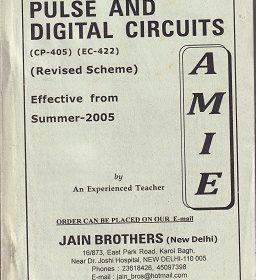 PULSE AND
DIGITAL CIRCUITS
(CP-405) (EC-422)
(Revised Scheme)
Effective from
Summer-2005
AMIE
by
An Experienced Teacher
ORDER CAN BE PLACED ON OUR E-mail
JAIN BROTHERS (New Delhi)
16/873, East Park Road, Karol Bagh,
Near Dr. Joshi Hospital, NEW DELHI-110 005
Phones : 23618426, 45097398
E-mail : jain_bros@hotmail.com